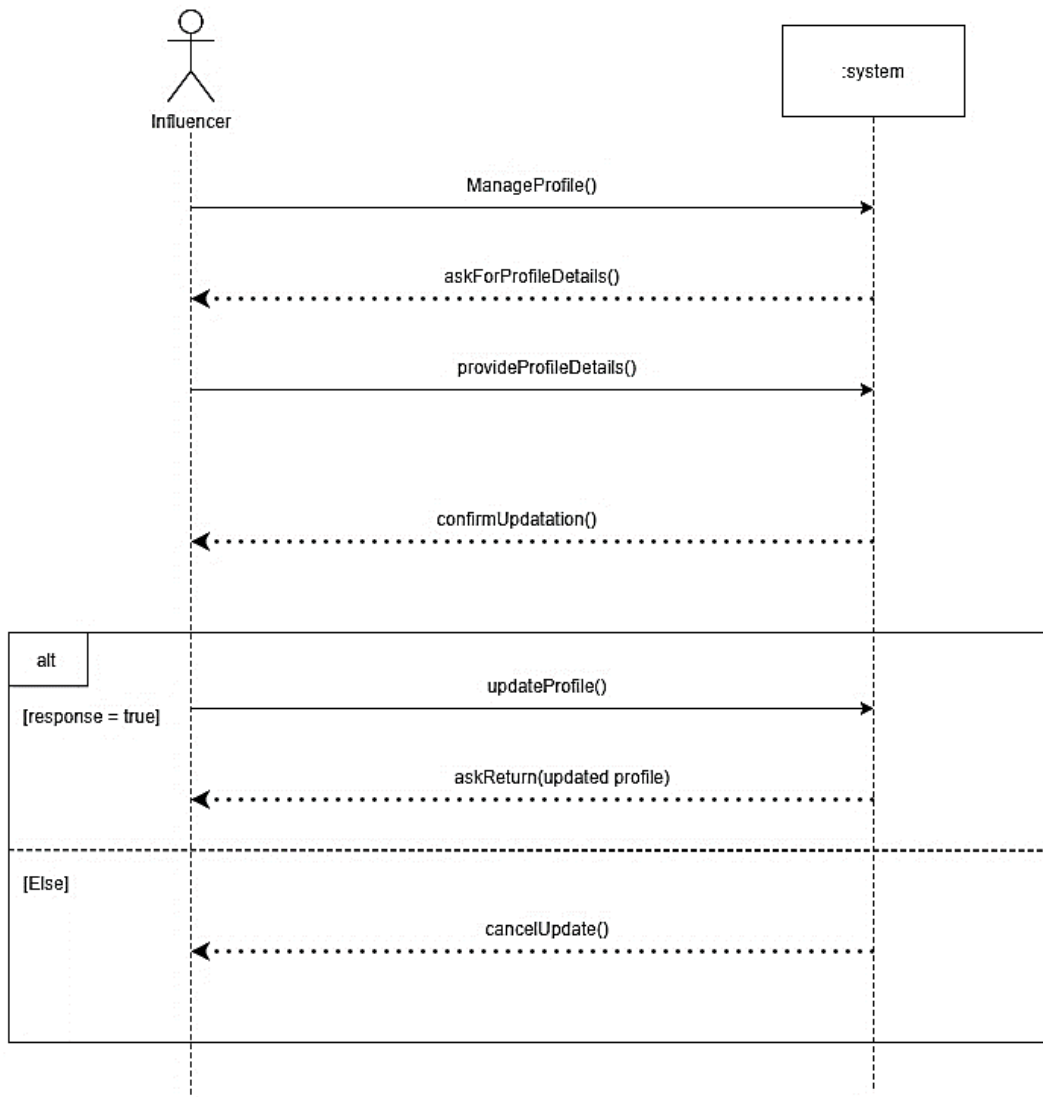 :system
Influencer
ManageProfile()
askForProfileDetails()
provideProfileDetails()
confirmUpdatation()
alt
updateProfile()
[response = true]
askReturn(updated profile)
[Else]
cancelUpdate()